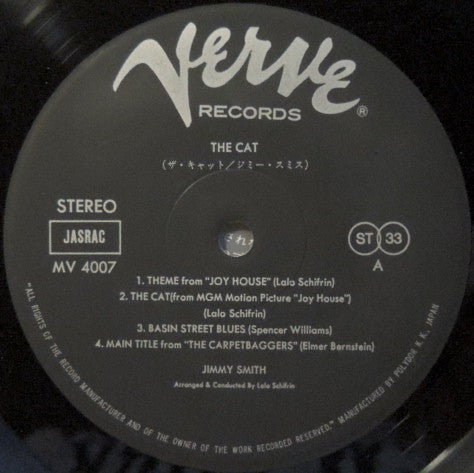 Verve
RECORDS ®
THE CAT
(ザ・キャット/ジミー・スミス)
STEREO
JASRAC
MV 4007
ST 33
A
1. THEME from "JOY HOUSE" (Lalo Schifrin)
2. THE CAT(from MGM Motion Picture "Joy House")
(Lalo Schifrin)
3. BASIN STREET BLUES (Spencer Williams)
4. MAIN TITLE from "THE CARPETBAGGERS" (Elmer Bernstein)
JIMMY SMITH
Arranged & Conducted By Lalo Schifrin
"ALL RIGHTS OF THE RECORD MANUFACTURER AND OF THE OWNER OF THE WORK RECORDED RESERVED." MANUFACTURED BY POLYDOR K. K. JAPAN